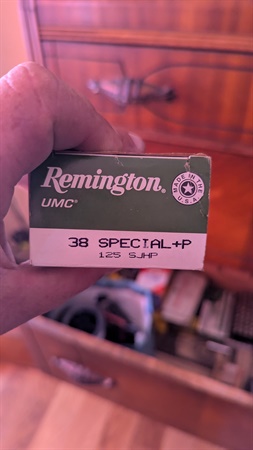 Remington®
UMC®
MADE IN THE
U.S.A.
38 SPECIAL+P
125 SJHP